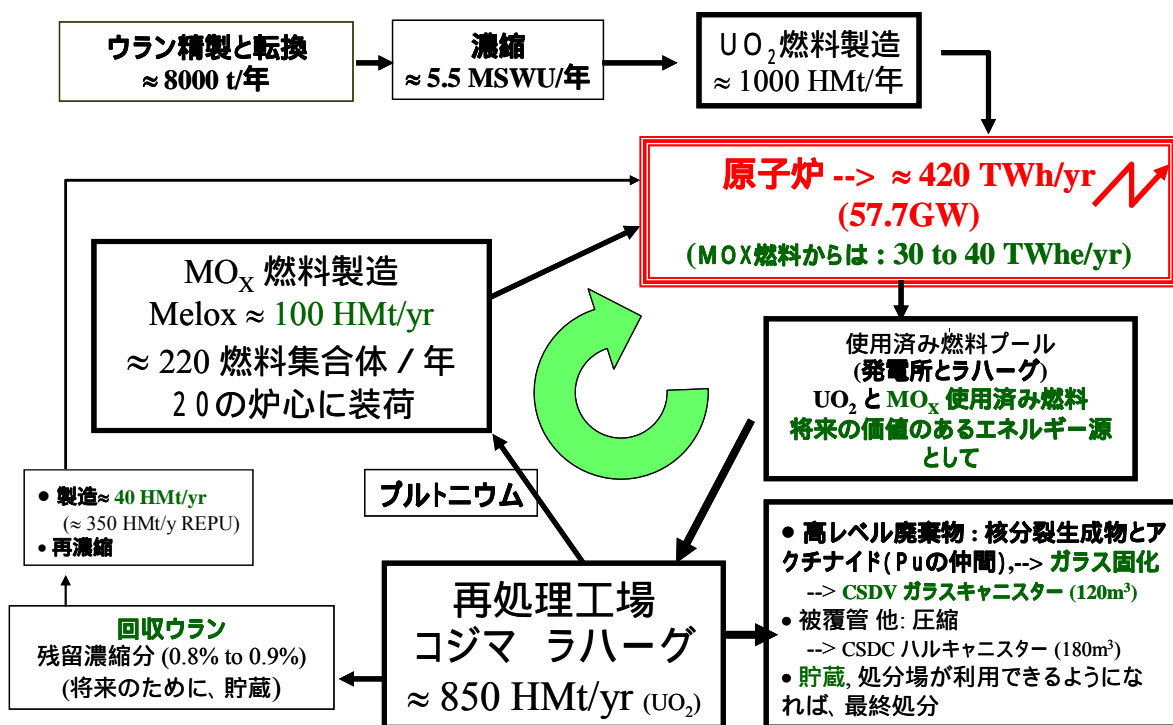 ウラン精製と転換
≈ 8000 t/年
濃縮
≈ 5.5 MSWU/年
UO₂燃料製造
≈ 1000 HMt/年
原子炉 --> ≈ 420 TWh/yr
(57.7GW)
(MOX燃料からは : 30 to 40 TWhe/yr)
MOX 燃料製造
Melox ≈ 100 HMt/yr
≈ 220 燃料集合体 / 年
20の炉心に装荷
使用済み燃料プール
(発電所とラハーグ)
UO₂ と MOX 使用済み燃料
将来の価値のあるエネルギー源
として
プルトニウム
• 製造≈ 40 HMt/yr
(≈ 350 HMt/y REPU)
• 再濃縮
回収ウラン
残留濃縮分 (0.8% to 0.9%)
(将来のために、貯蔵)
再処理工場
コジマ ラハーグ
≈ 850 HMt/yr (UO₂)
• 高レベル廃棄物 : 核分裂生成物とア
クチナイド(Puの仲間),--> ガラス固化
--> CSDV ガラスキャニスター (120m³)
• 被覆管 他: 圧縮
--> CSDC ハルキャニスター (180m³)
• 貯蔵, 処分場が利用できるようにな
れば、最終処分